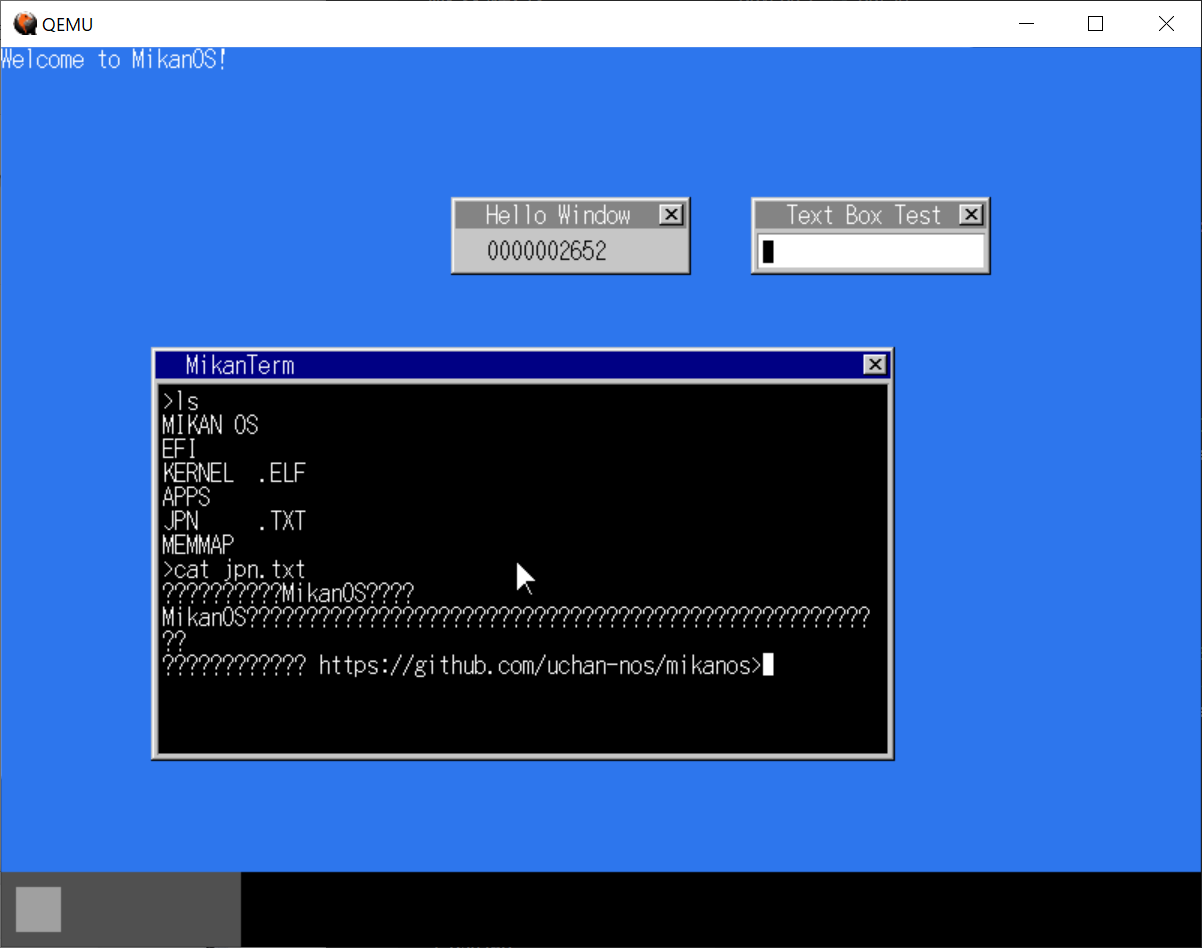 QEMU
Welcome to MikanOS!
Hello Window
0000002652
Text Box Test
MikanTerm
>ls
MIKAN OS
EFI
KERNEL  .ELF
APPS
JPN     .TXT
MEMMAP
>cat jpn.txt
??????????MikanOS????
MikanOS????????????????????????????????????????????????????
??
???????????? https://github.com/uchan-nos/mikanos>